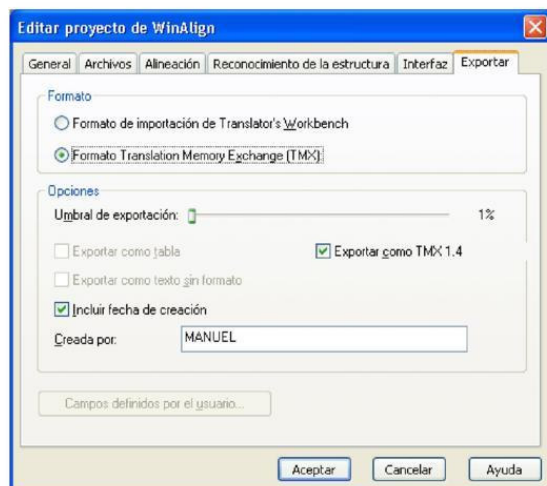 Editar proyecto de WinAlign
General Archivos Alineación Reconocimiento de la estructura Interfaz Exportar
Formato
Formato de importación de Translator's Workbench
Formato Translation Memory Exchange (TMX)
Opciones
Umbral de exportación: 1%
Exportar como tabla Exportar como TMX 1.4
Exportar como texto sin formato
Incluir fecha de creación
Creada por: MANUEL
Campos definidos por el usuario...
Aceptar Cancelar Ayuda